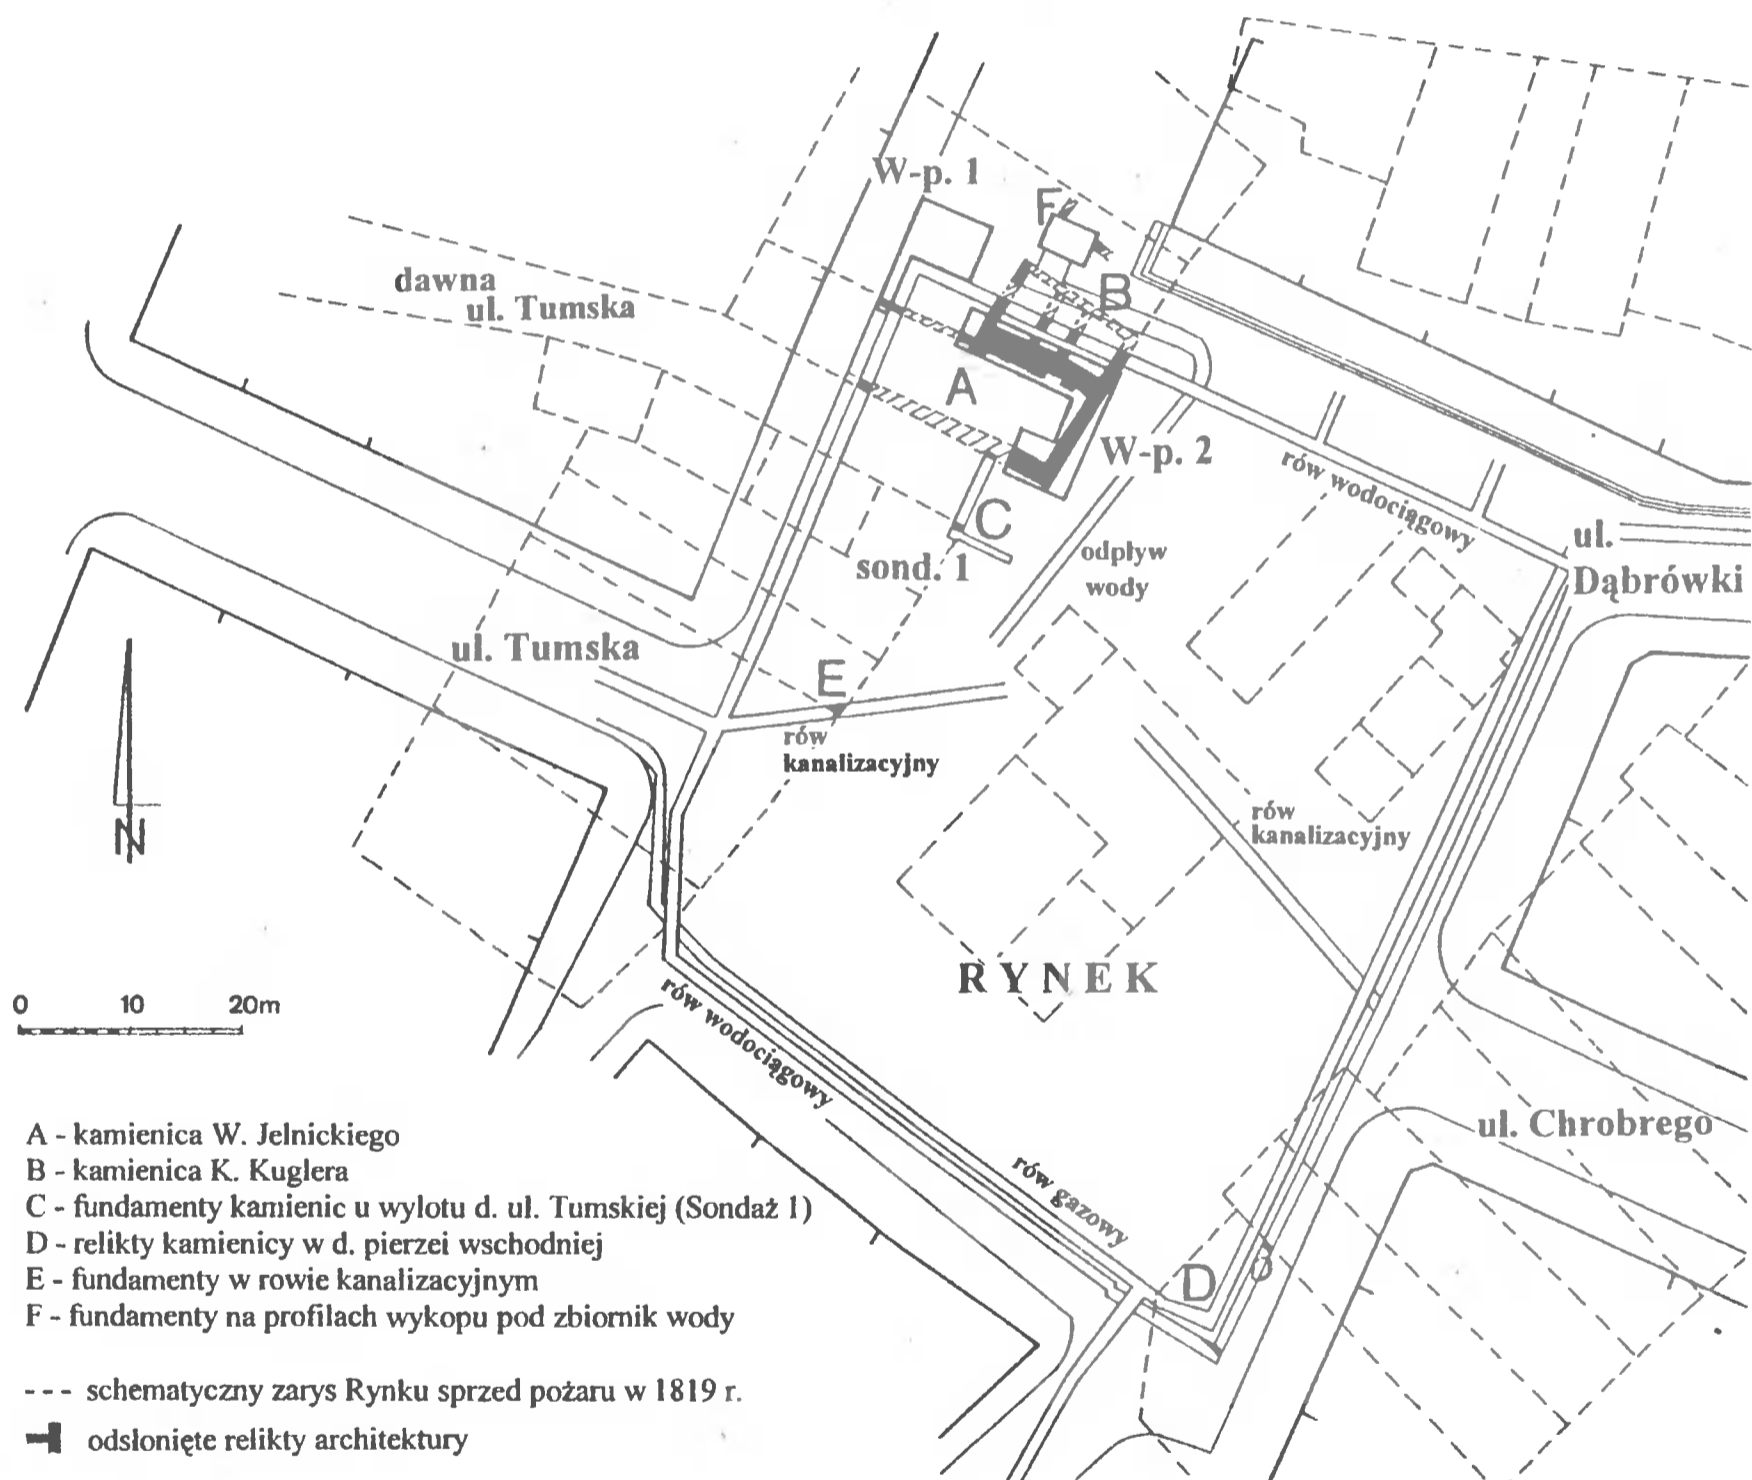 W-p. 1
F
dawna
ul. Tumska
B
A
W-p. 2
rów wodociągowy
C
sond. 1
odpływ
wody
ul.
Dąbrówki
ul. Tumska
E
rów
kanalizacyjny
rów
kanalizacyjny
N
RYNEK
0 10 20m
rów wodociągowy
rów gazowy
ul. Chrobrego
D
A - kamienica W. Jelnickiego
B - kamienica K. Kuglera
C - fundamenty kamienic u wylotu d. ul. Tumskiej (Sondaż 1)
D - relikty kamienicy w d. pierzei wschodniej
E - fundamenty w rowie kanalizacyjnym
F - fundamenty na profilach wykopu pod zbiornik wody
--- schematyczny zarys Rynku sprzed pożaru w 1819 r.
odsłonięte relikty architektury